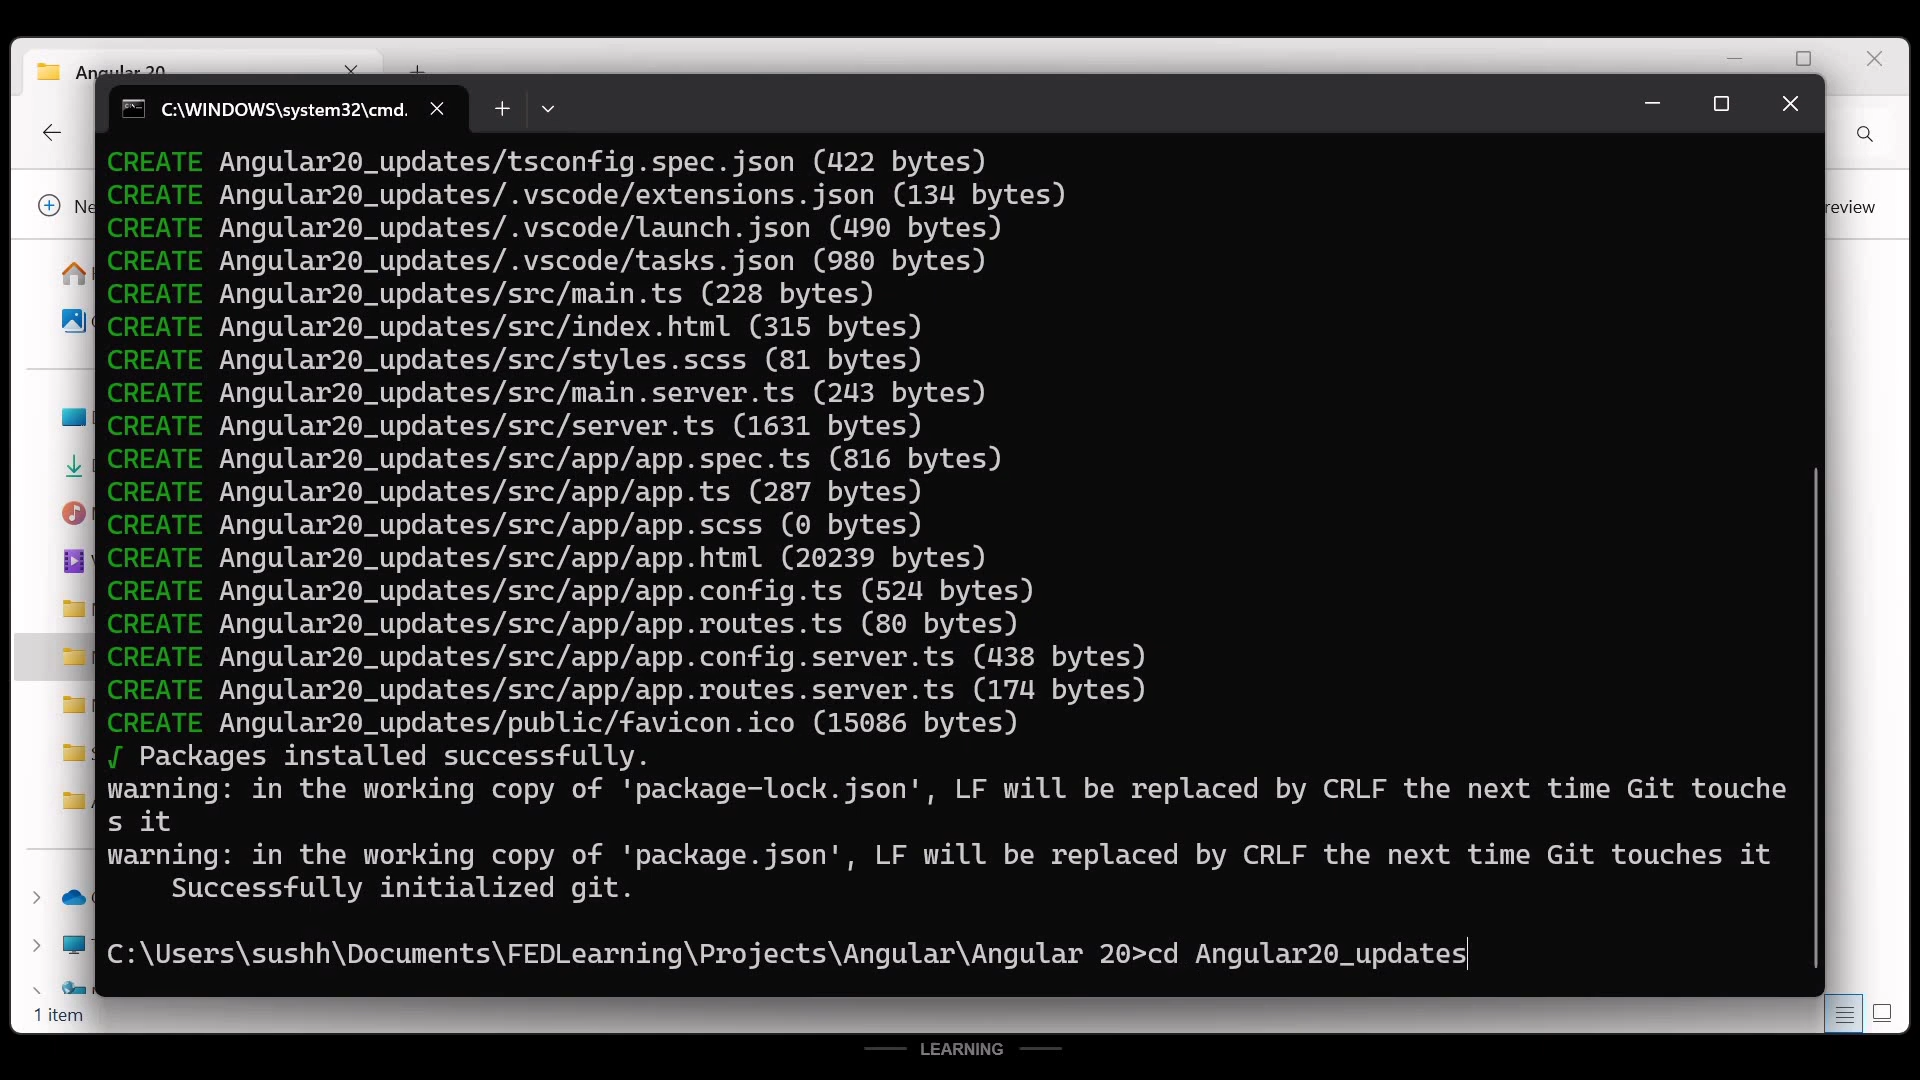 Angular 20
C:\WINDOWS\system32\cmd.
Ne
review
CREATE Angular20_updates/tsconfig.spec.json (422 bytes)
CREATE Angular20_updates/.vscode/extensions.json (134 bytes)
CREATE Angular20_updates/.vscode/launch.json (490 bytes)
CREATE Angular20_updates/.vscode/tasks.json (980 bytes)
CREATE Angular20_updates/src/main.ts (228 bytes)
CREATE Angular20_updates/src/index.html (315 bytes)
CREATE Angular20_updates/src/styles.scss (81 bytes)
CREATE Angular20_updates/src/main.server.ts (243 bytes)
CREATE Angular20_updates/src/server.ts (1631 bytes)
CREATE Angular20_updates/src/app/app.spec.ts (816 bytes)
CREATE Angular20_updates/src/app/app.ts (287 bytes)
CREATE Angular20_updates/src/app/app.scss (0 bytes)
CREATE Angular20_updates/src/app/app.html (20239 bytes)
CREATE Angular20_updates/src/app/app.config.ts (524 bytes)
CREATE Angular20_updates/src/app/app.routes.ts (80 bytes)
CREATE Angular20_updates/src/app/app.config.server.ts (438 bytes)
CREATE Angular20_updates/src/app/app.routes.server.ts (174 bytes)
CREATE Angular20_updates/public/favicon.ico (15086 bytes)
√ Packages installed successfully.
warning: in the working copy of 'package-lock.json', LF will be replaced by CRLF the next time Git touche
s it
warning: in the working copy of 'package.json', LF will be replaced by CRLF the next time Git touches it
Successfully initialized git.
C:\Users\sushh\Documents\FEDLearning\Projects\Angular\Angular 20>cd Angular20_updates
1 item
LEARNING